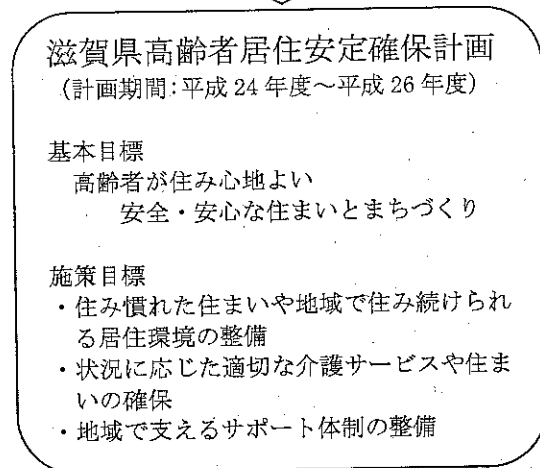 滋賀県高齢者居住安定確保計画
（計画期間：平成24年度～平成26年度）
基本目標
高齢者が住み心地よい
安全・安心な住まいとまちづくり
施策目標
・住み慣れた住まいや地域で住み続けられ
る居住環境の整備
・状況に応じた適切な介護サービスや住ま
いの確保
・地域で支えるサポート体制の整備